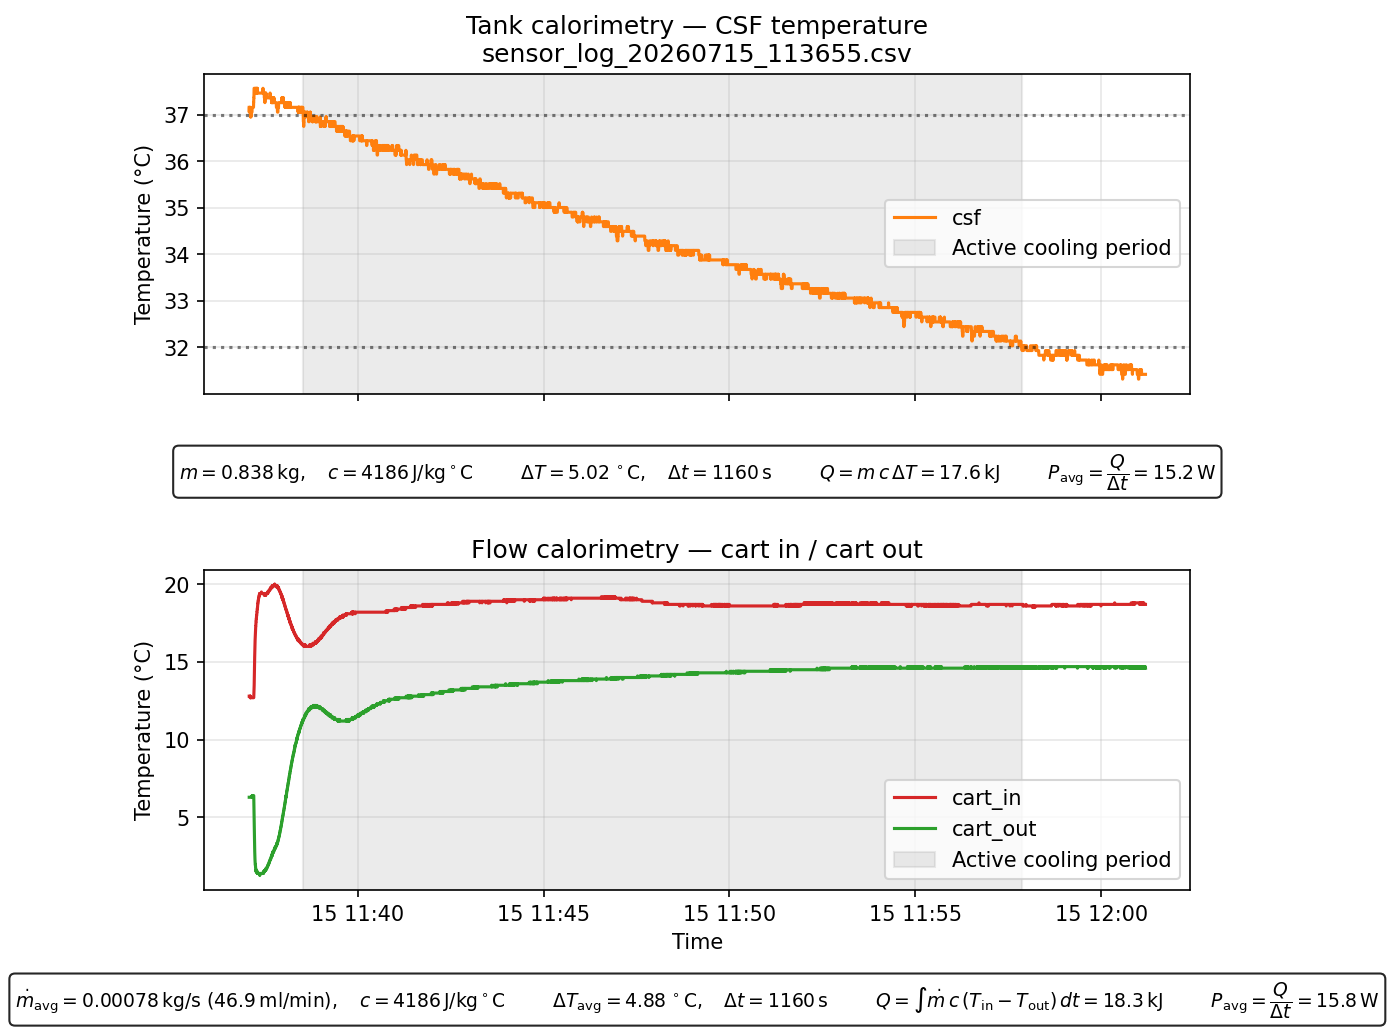 Tank calorimetry — CSF temperature
sensor_log_20260715_113655.csv
Temperature (°C)
37
36
35
34
33
32
csf
Active cooling period
m = 0.838 kg, c = 4186 J/kg °C ΔT = 5.02 °C, Δt = 1160 s Q = m c ΔT = 17.6 kJ P_avg = Q/Δt = 15.2 W
Flow calorimetry — cart in / cart out
Temperature (°C)
20
15
10
5
cart_in
cart_out
Active cooling period
15 11:40 15 11:45 15 11:50 15 11:55 15 12:00
Time
ṁ_avg = 0.00078 kg/s (46.9 ml/min), c = 4186 J/kg °C ΔT_avg = 4.88 °C, Δt = 1160 s Q = ∫ ṁ c (T_in − T_out) dt = 18.3 kJ P_avg = Q/Δt = 15.8 W